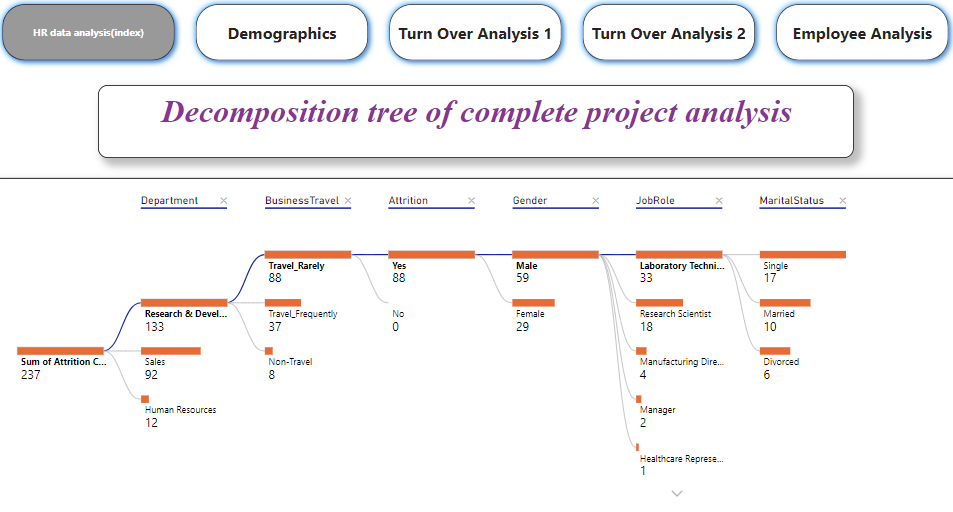 HR data analysis(index)
Demographics
Turn Over Analysis 1
Turn Over Analysis 2
Employee Analysis
Decomposition tree of complete project analysis
Department
BusinessTravel
Attrition
Gender
JobRole
MaritalStatus
Sum of Attrition C...
237
Research & Devel...
133
Sales
92
Human Resources
12
Travel_Rarely
88
Travel_Frequently
37
Non-Travel
8
Yes
88
No
0
Male
59
Female
29
Laboratory Techni...
33
Research Scientist
18
Manufacturing Dire...
4
Manager
2
Healthcare Represe...
1
Single
17
Married
10
Divorced
6